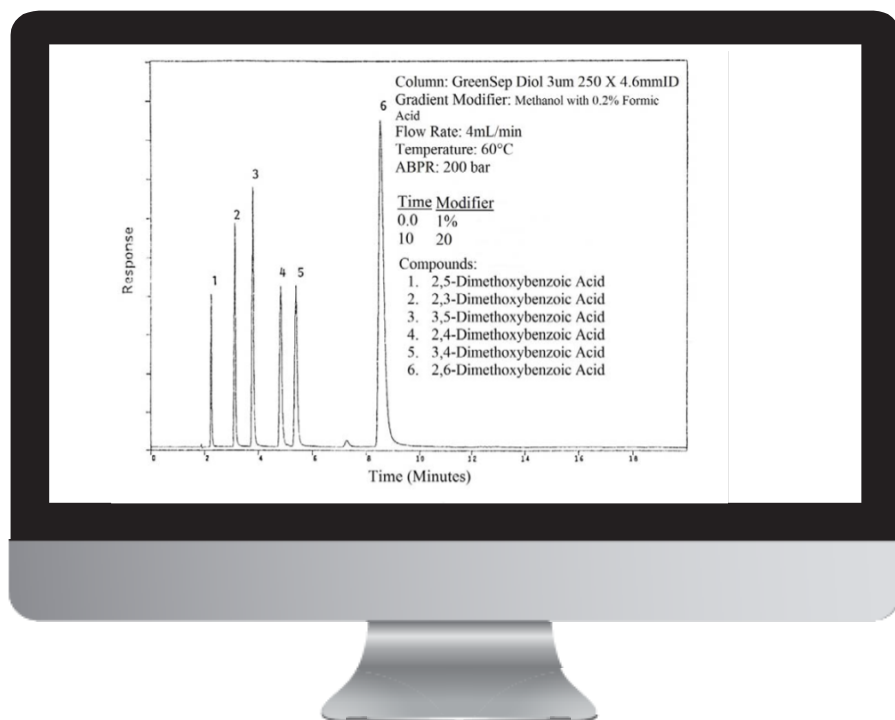 Column: GreenSep Diol 3um 250 X 4.6mmID
Gradient Modifier: Methanol with 0.2% Formic
Acid
Flow Rate: 4mL/min
Temperature: 60°C
ABPR: 200 bar
Time Modifier
0.0 1%
10 20
Compounds:
1. 2,5-Dimethoxybenzoic Acid
2. 2,3-Dimethoxybenzoic Acid
3. 3,5-Dimethoxybenzoic Acid
4. 2,4-Dimethoxybenzoic Acid
5. 3,4-Dimethoxybenzoic Acid
6. 2,6-Dimethoxybenzoic Acid
Response
1
2
3
4
5
6
0 2 4 6 8 10 12 14 16 18
Time (Minutes)